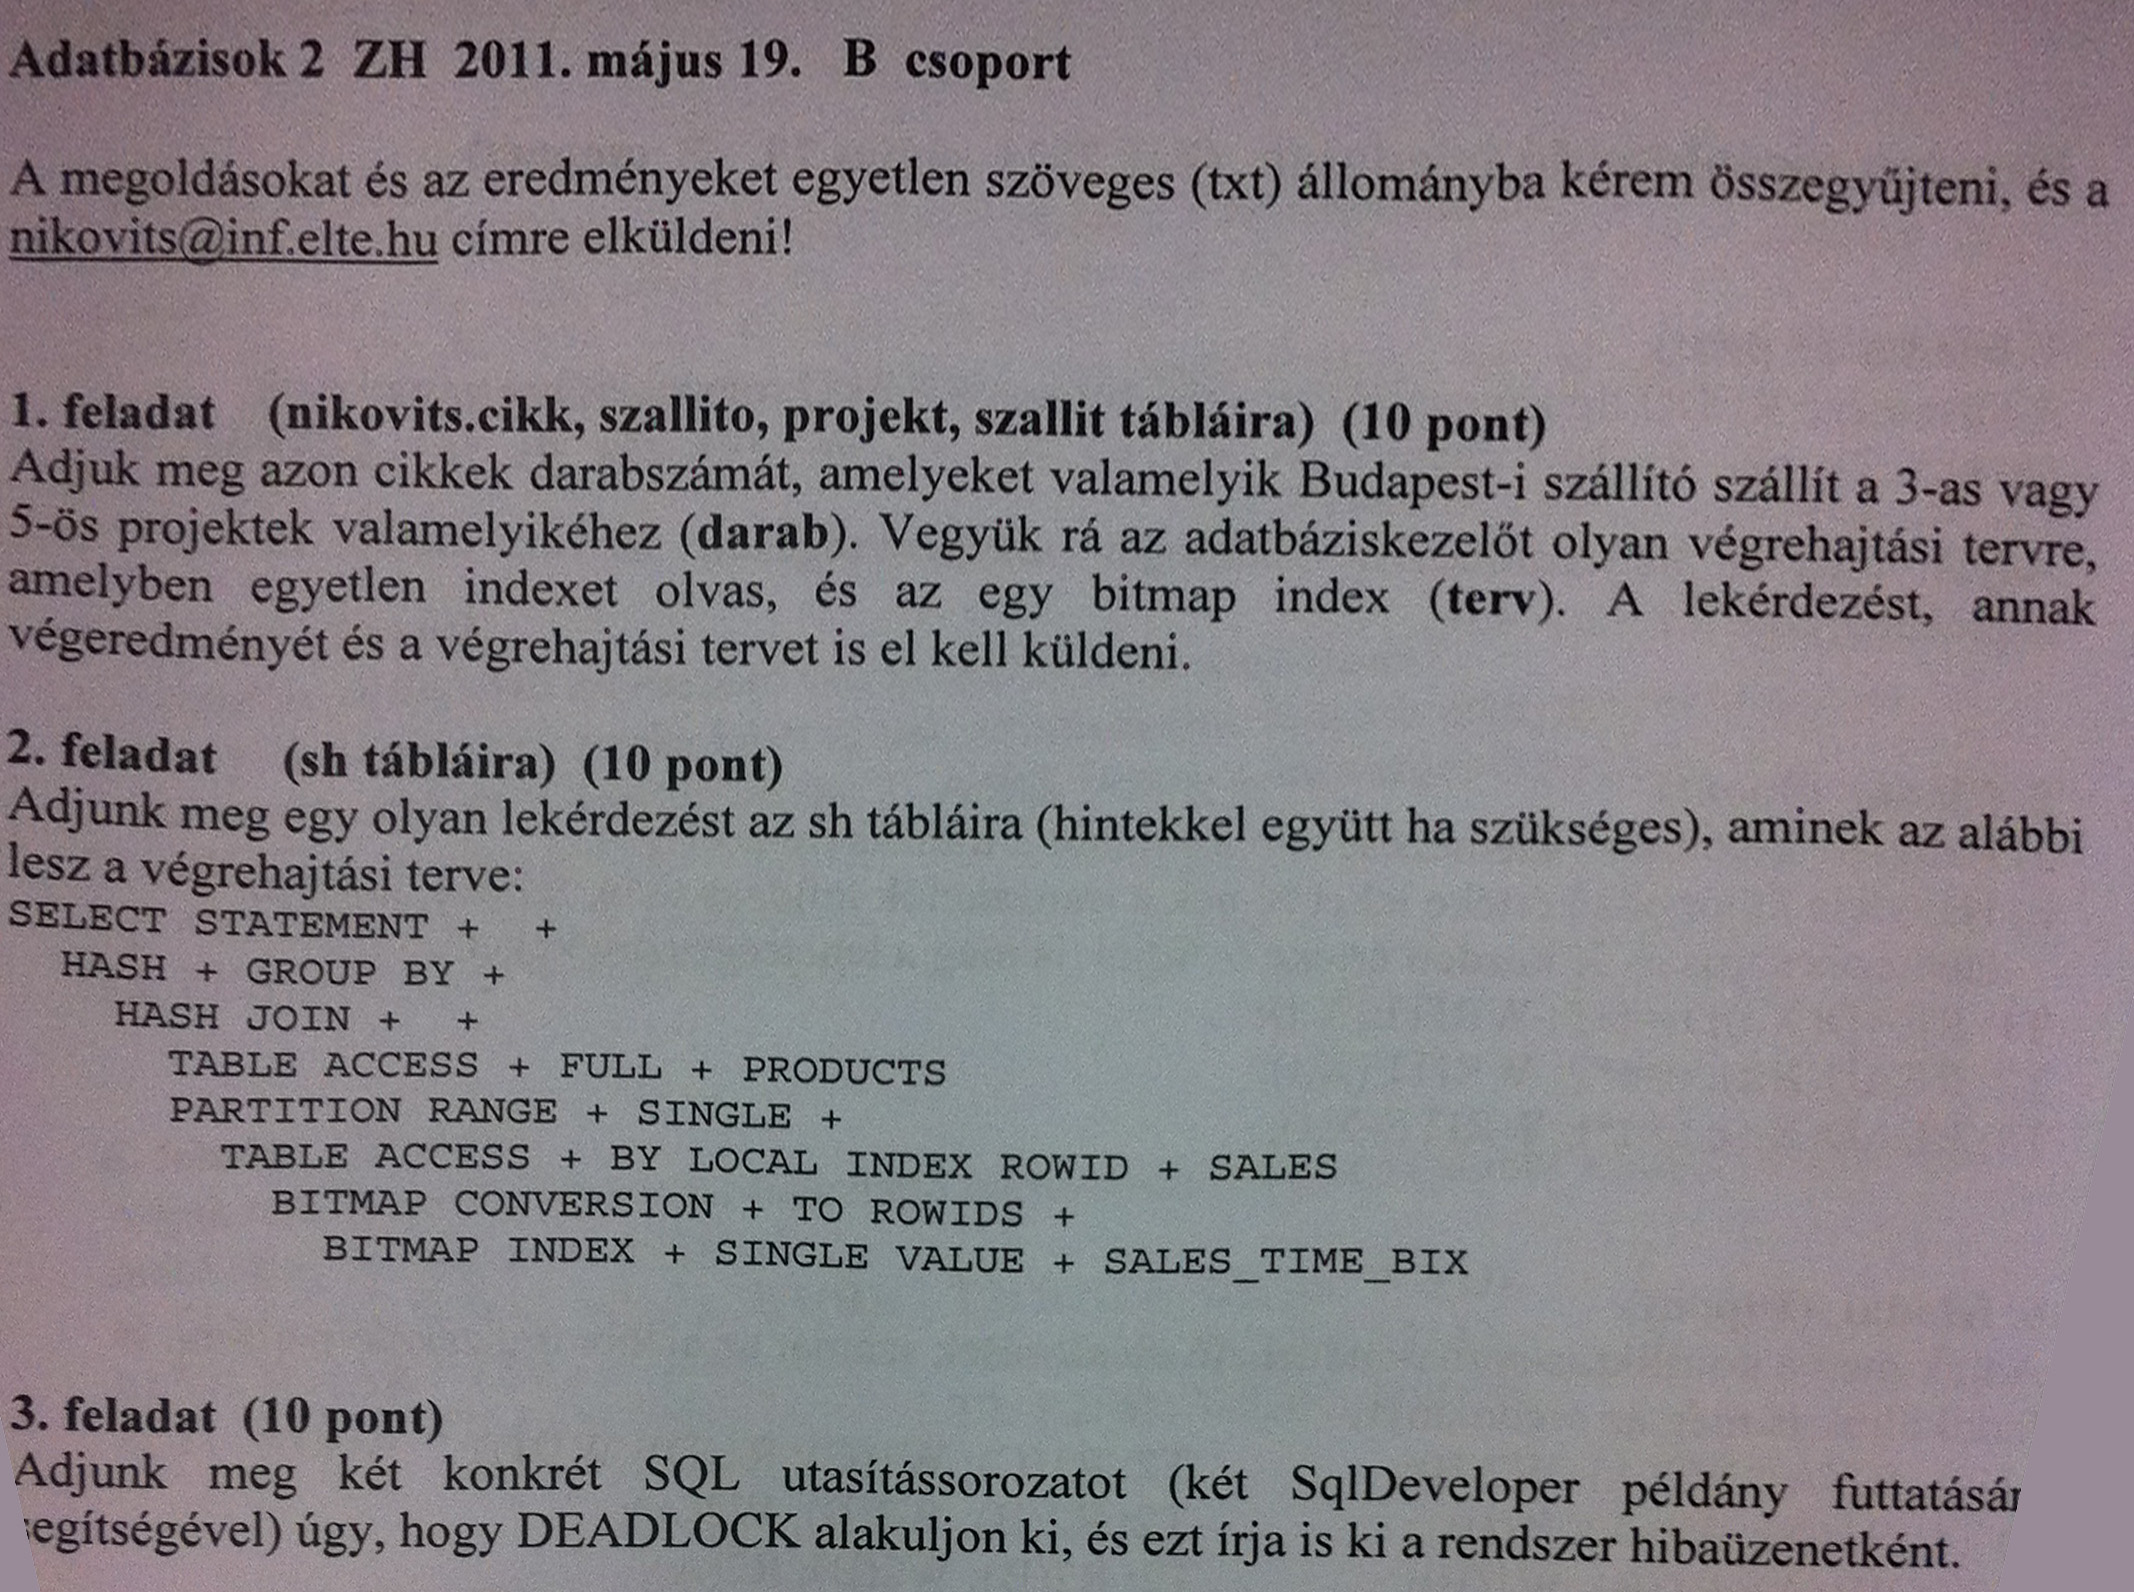 Adatbázisok 2 ZH 2011. május 19. B csoport
A megoldásokat és az eredményeket egyetlen szöveges (txt) állományba kérem összegyűjteni, és a
nikovits@inf.elte.hu címre elküldeni!
1. feladat (nikovits.cikk, szallito, projekt, szallit tábláira) (10 pont)
Adjuk meg azon cikkek darabszámát, amelyeket valamelyik Budapest-i szállító szállít a 3-as vagy
5-ös projektek valamelyikéhez (darab). Vegyük rá az adatbáziskezelőt olyan végrehajtási tervre,
amelyben egyetlen indexet olvas, és az egy bitmap index (terv). A lekérdezést, annak
végeredményét és a végrehajtási tervet is el kell küldeni.
2. feladat (sh tábláira) (10 pont)
Adjunk meg egy olyan lekérdezést az sh tábláira (hintekkel együtt ha szükséges), aminek az alábbi
lesz a végrehajtási terve:
SELECT STATEMENT + +
HASH + GROUP BY +
HASH JOIN + +
TABLE ACCESS + FULL + PRODUCTS
PARTITION RANGE + SINGLE +
TABLE ACCESS + BY LOCAL INDEX ROWID + SALES
BITMAP CONVERSION + TO ROWIDS +
BITMAP INDEX + SINGLE VALUE + SALES_TIME_BIX
3. feladat (10 pont)
Adjunk meg két konkrét SQL utasítássorozatot (két SqlDeveloper példány futtatásár
egítségével) úgy, hogy DEADLOCK alakuljon ki, és ezt írja is ki a rendszer hibaüzenetként.